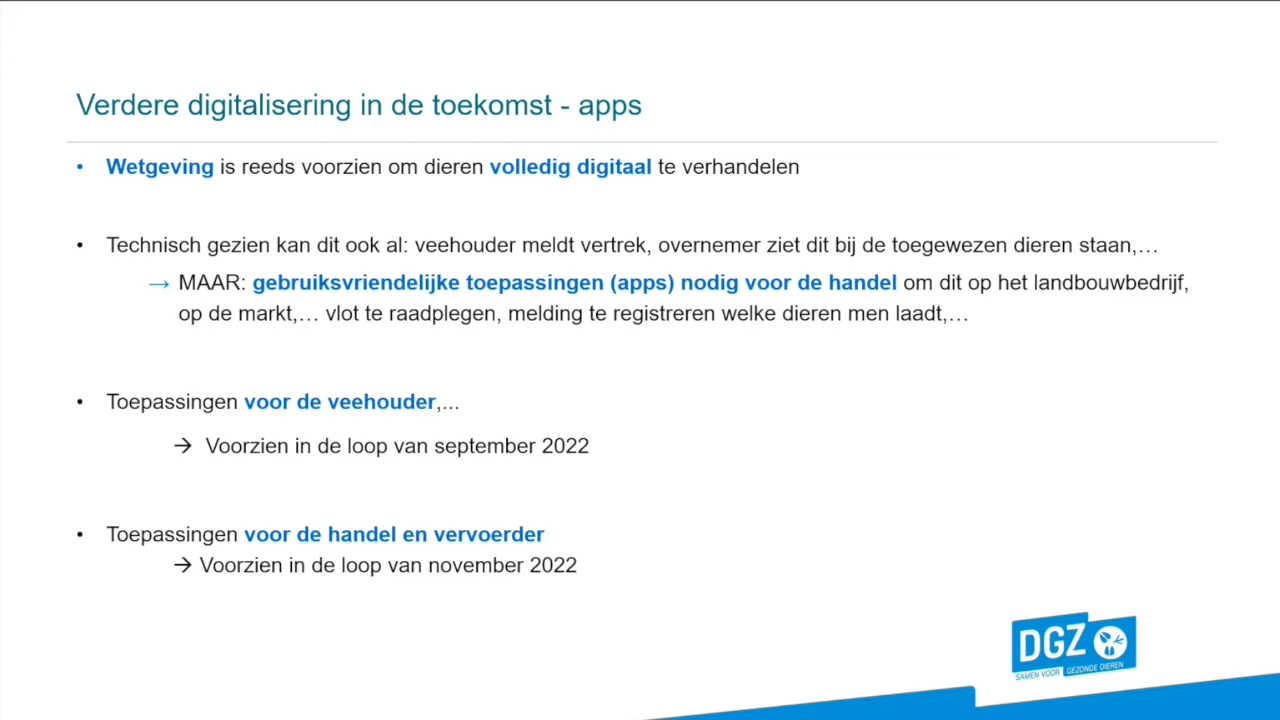 Verdere digitalisering in de toekomst - apps
• Wetgeving is reeds voorzien om dieren volledig digitaal te verhandelen
• Technisch gezien kan dit ook al: veehouder meldt vertrek, overnemer ziet dit bij de toegewezen dieren staan,…
→ MAAR: gebruiksvriendelijke toepassingen (apps) nodig voor de handel om dit op het landbouwbedrijf,
op de markt,… vlot te raadplegen, melding te registreren welke dieren men laadt,…
• Toepassingen voor de veehouder,...
→ Voorzien in de loop van september 2022
• Toepassingen voor de handel en vervoerder
→ Voorzien in de loop van november 2022
DGZ
SAMEN VOOR GEZONDE DIEREN